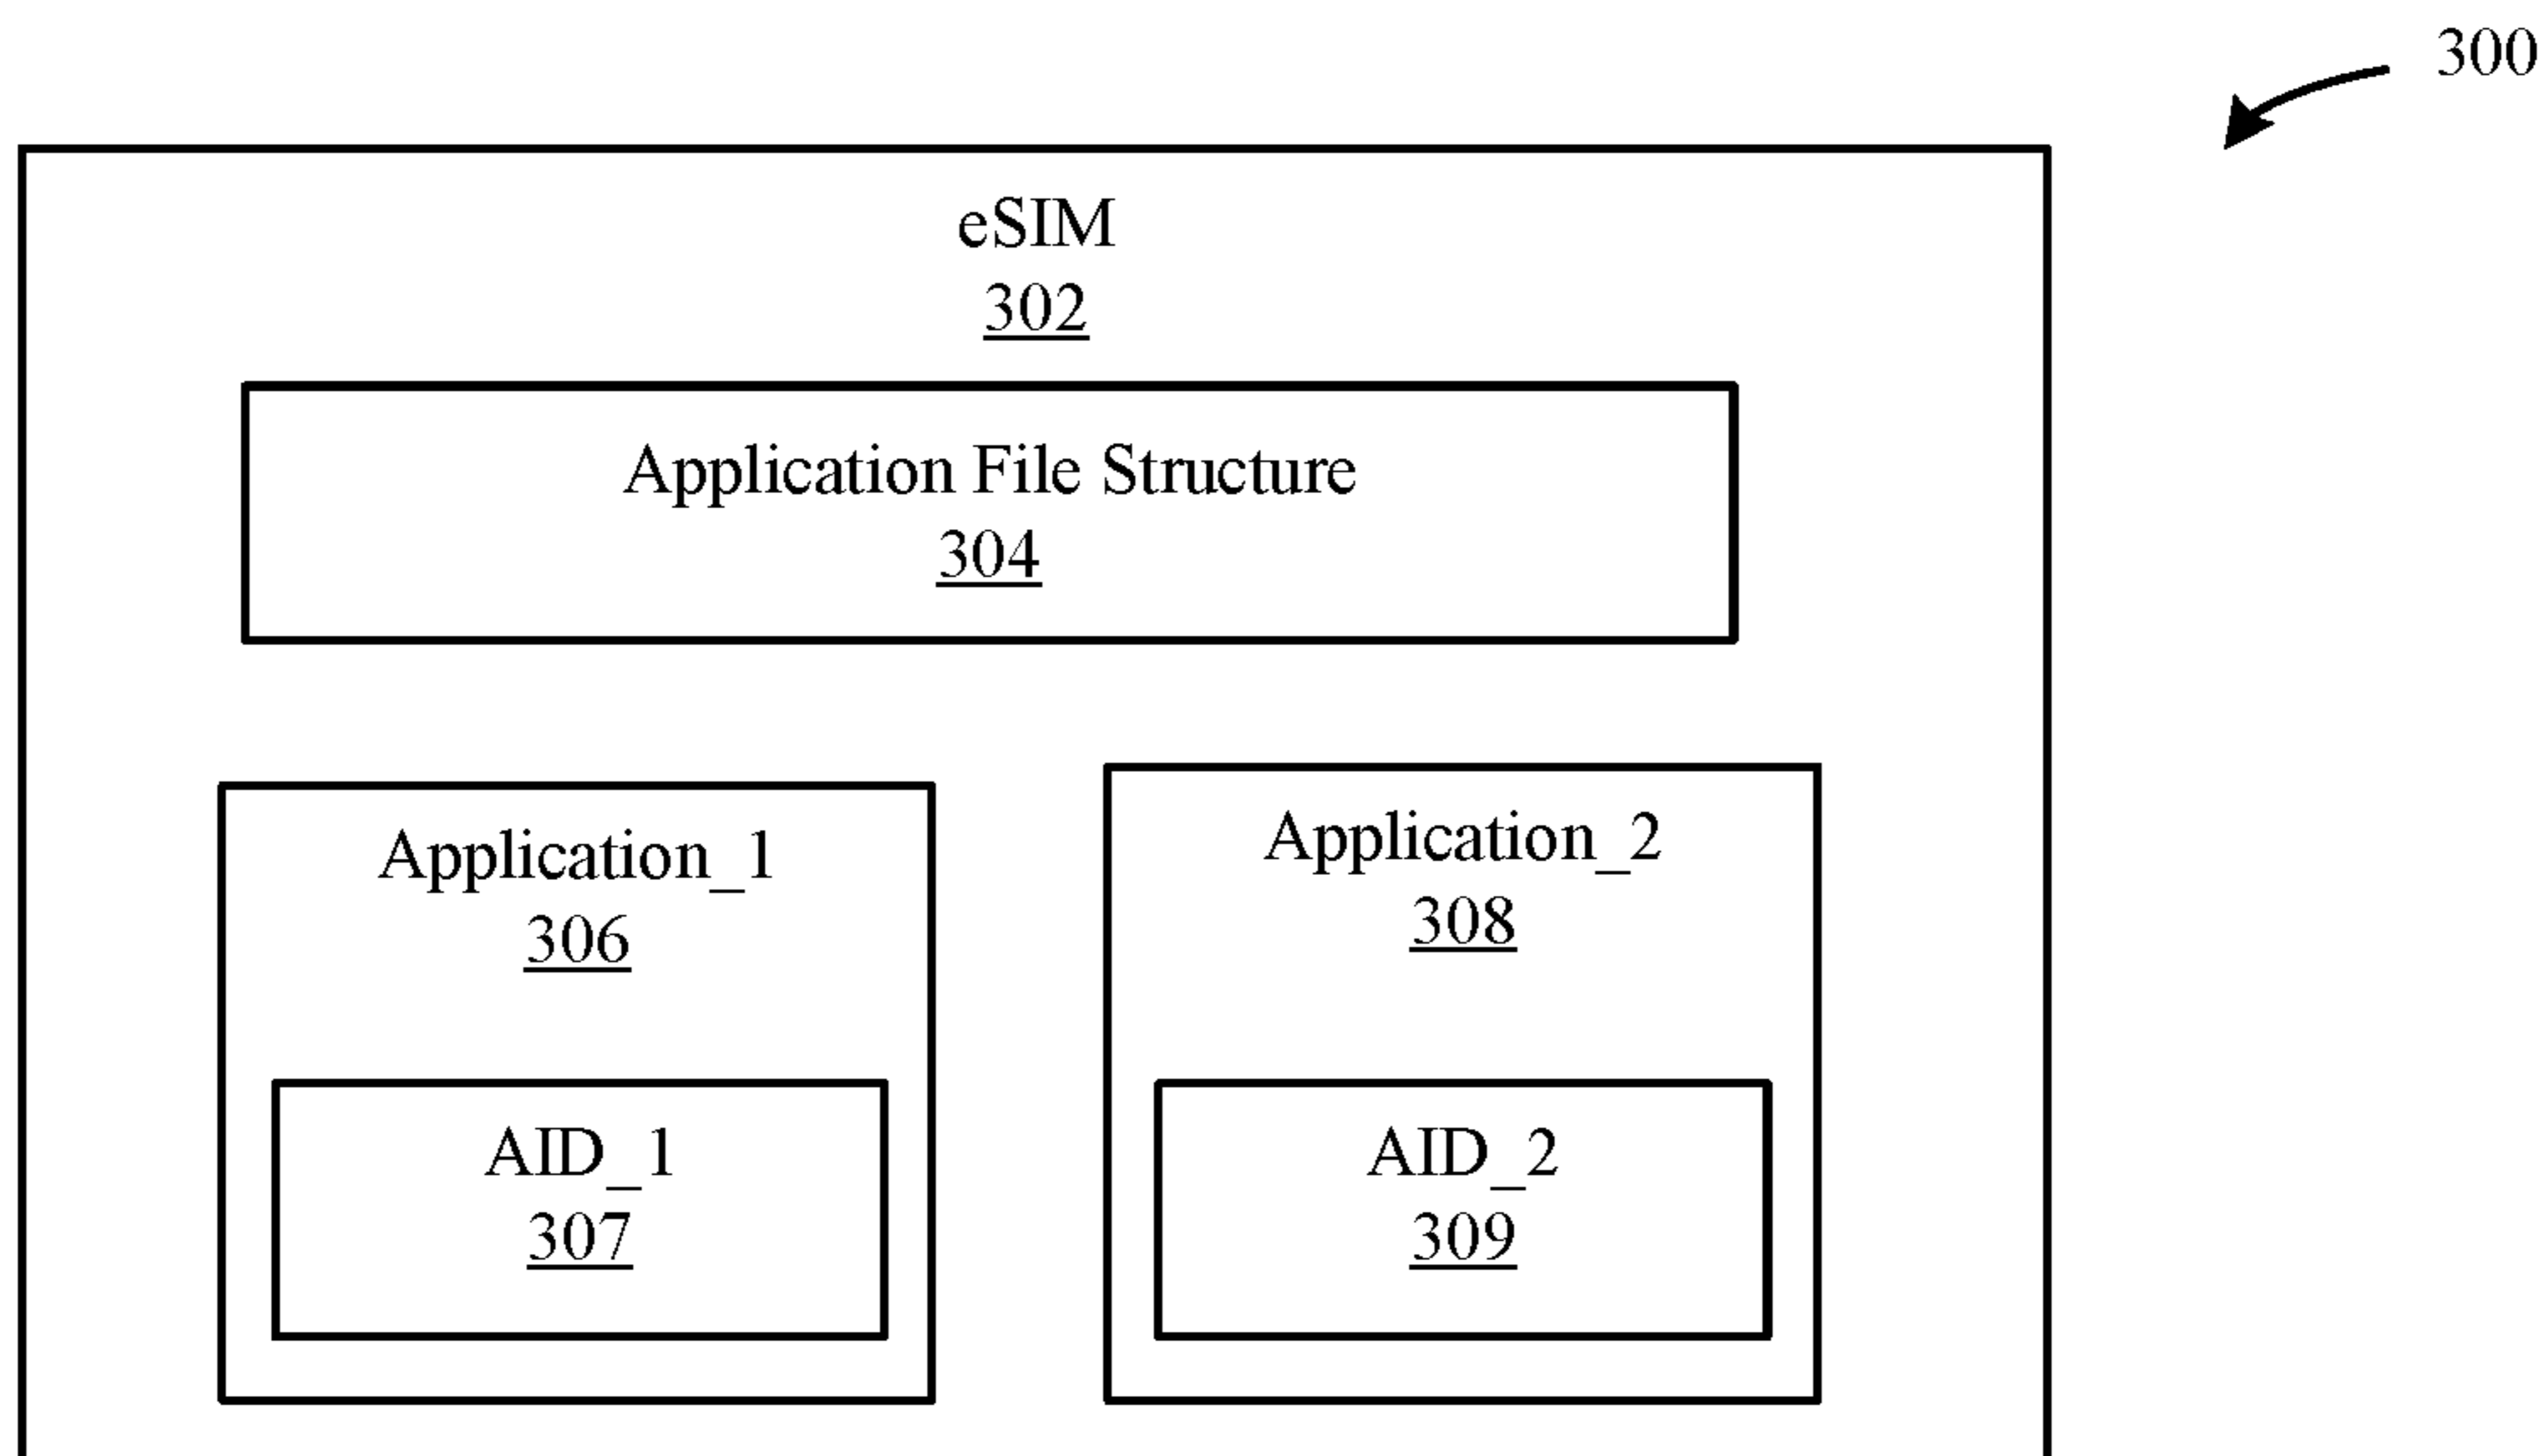 300
eSIM
302
Application File Structure
304
Application_1
306
AID_1
307
Application_2
308
AID_2
309